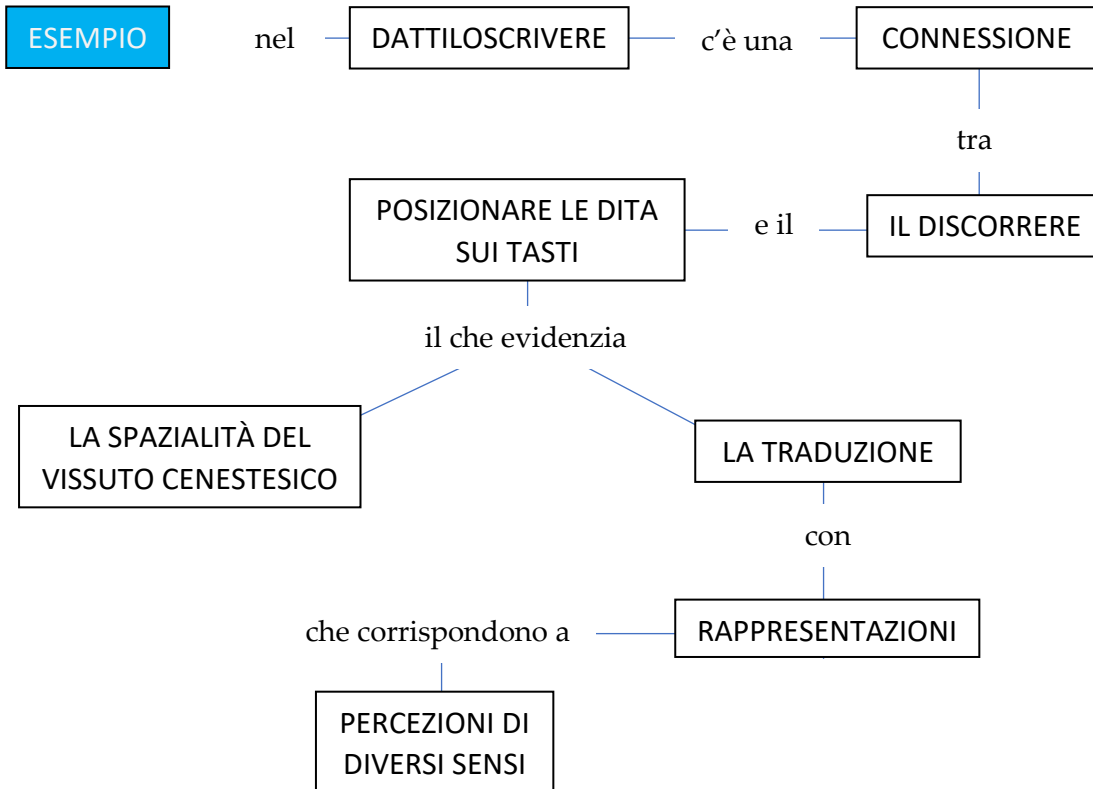 ESEMPIO
nel
DATTILOSCRIVERE
c'è una
CONNESSIONE
tra
IL DISCORRERE
e il
POSIZIONARE LE DITA
SUI TASTI
il che evidenzia
LA SPAZIALITÀ DEL
VISSUTO CENESTESICO
LA TRADUZIONE
con
RAPPRESENTAZIONI
che corrispondono a
PERCEZIONI DI
DIVERSI SENSI